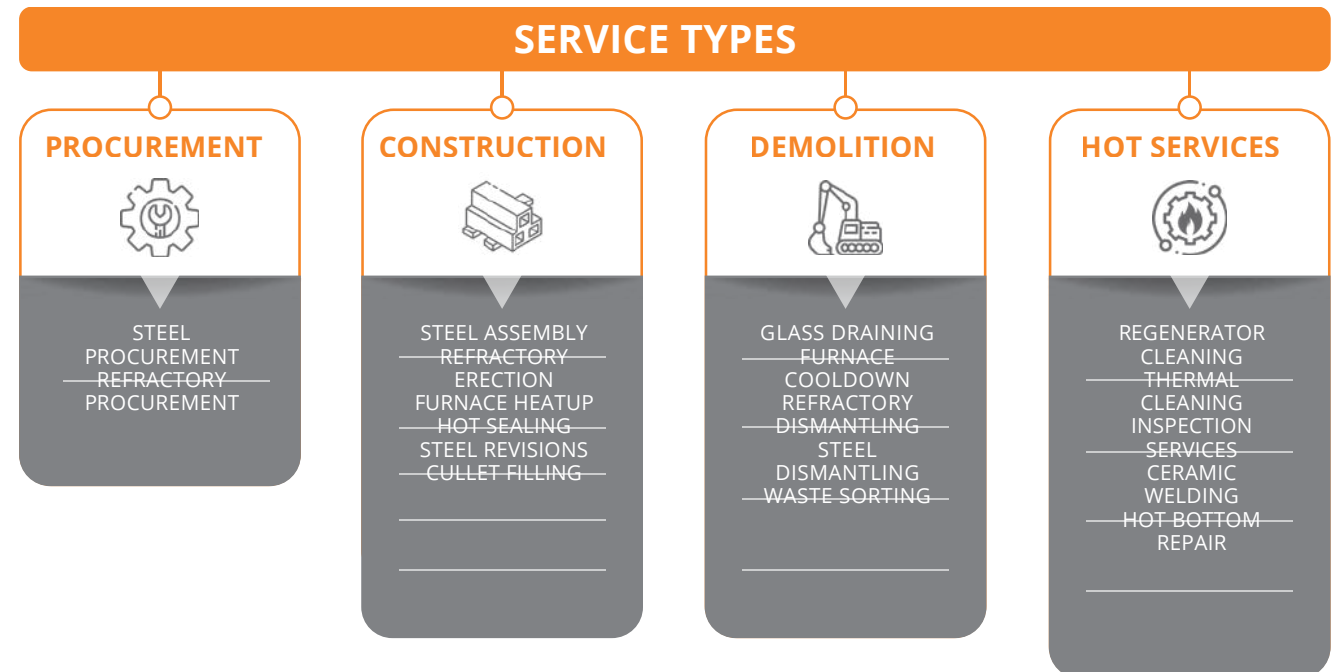 SERVICE TYPES
PROCUREMENT
STEEL
PROCUREMENT
REFRACTORY
PROCUREMENT
CONSTRUCTION
STEEL ASSEMBLY
REFRACTORY
ERECTION
FURNACE HEATUP
HOT SEALING
STEEL REVISIONS
CULLET FILLING
DEMOLITION
GLASS DRAINING
FURNACE
COOLDOWN
REFRACTORY
DISMANTLING
STEEL
DISMANTLING
WASTE SORTING
HOT SERVICES
REGENERATOR
CLEANING
THERMAL
CLEANING
INSPECTION
SERVICES
CERAMIC
WELDING
HOT BOTTOM
REPAIR